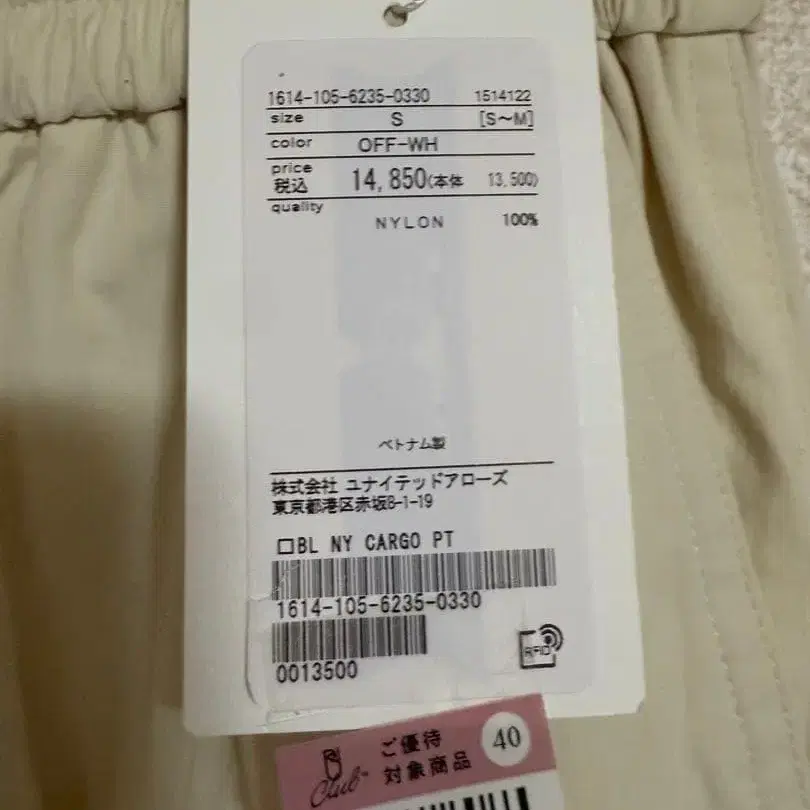 1614-105-6235-0330 1514122
size S [S〜M]
color OFF-WH
price
税込 14,850(本体 13,500)
quality
NYLON 100%
ベトナム製
株式会社 ユナイテッドアローズ
東京都港区赤坂8-1-19
□BL NY CARGO PT
1614-105-6235-0330
0013500
RFID
Club
ご優待
対象商品
40